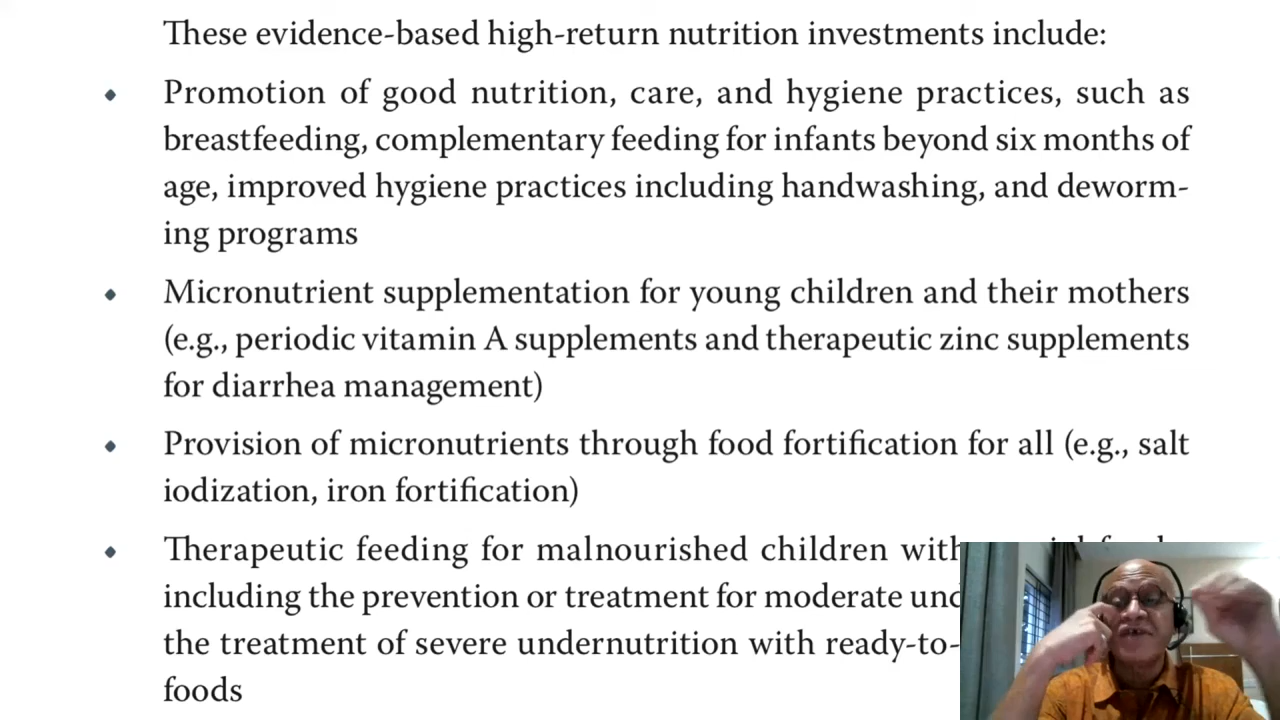 These evidence-based high-return nutrition investments include:
Promotion of good nutrition, care, and hygiene practices, such as
breastfeeding, complementary feeding for infants beyond six months of
age, improved hygiene practices including handwashing, and deworm-
ing programs
Micronutrient supplementation for young children and their mothers
(e.g., periodic vitamin A supplements and therapeutic zinc supplements
for diarrhea management)
Provision of micronutrients through food fortification for all (e.g., salt
iodization, iron fortification)
Therapeutic feeding for malnourished children with
including the prevention or treatment for moderate
the treatment of severe undernutrition with ready-to-
foods